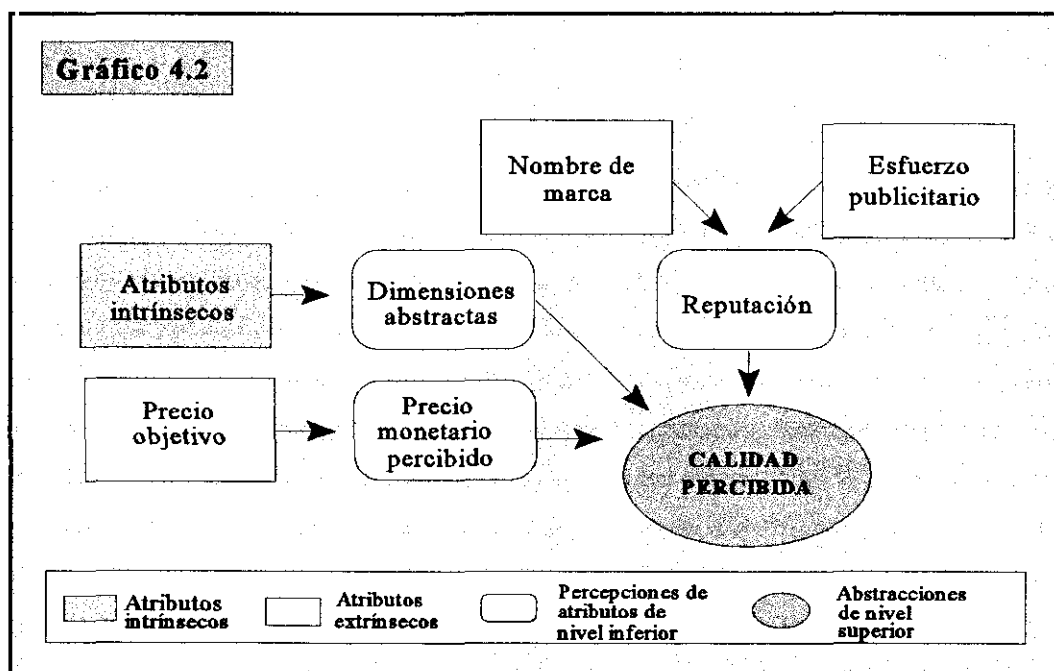 Gráfico 4.2
Nombre de
marca
Esfuerzo
publicitario
Atributos
intrínsecos
Dimensiones
abstractas
Reputación
Precio
objetivo
Precio
monetario
percibido
CALIDAD
PERCIBIDA
Atributos
intrínsecos
Atributos
extrínsecos
Percepciones de
atributos de
nivel inferior
Abstracciones
de nivel
superior